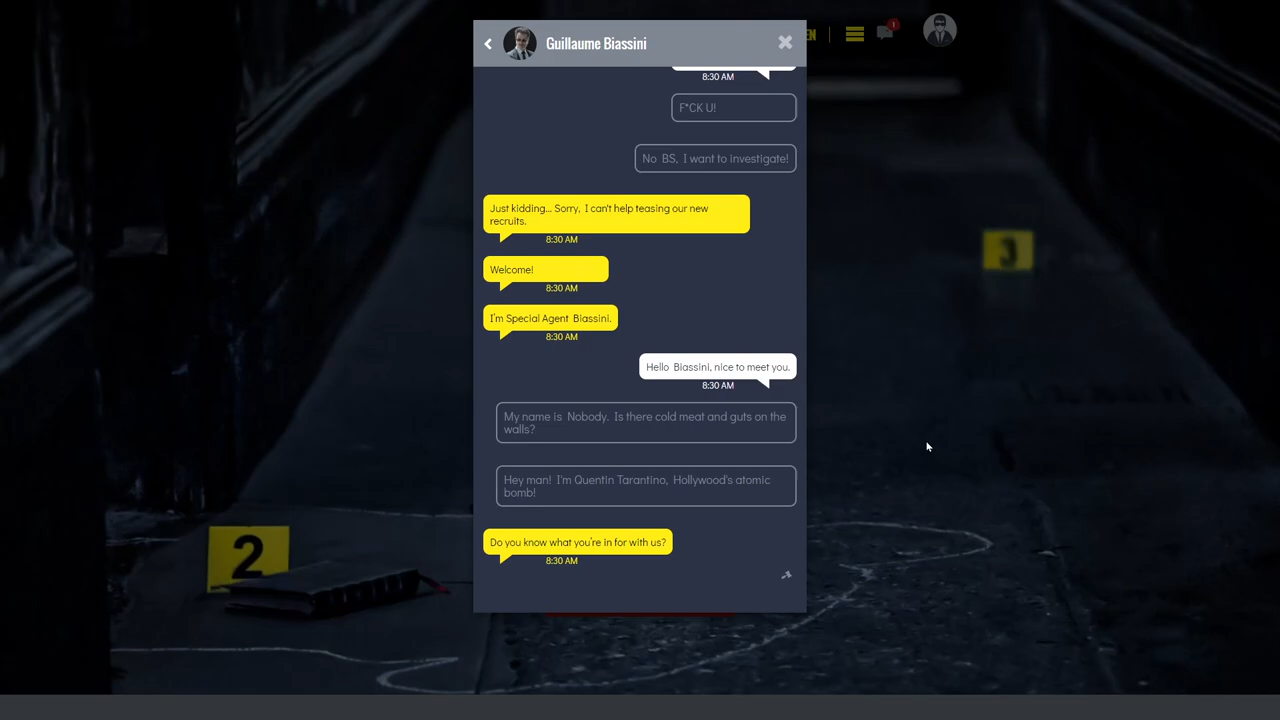 Guillaume Biassini
EN
1
8:30 AM
F*CK U!
No BS, I want to investigate!
Just kidding... Sorry, I can't help teasing our new
recruits.
8:30 AM
Welcome!
8:30 AM
I'm Special Agent Biassini.
8:30 AM
Hello Biassini, nice to meet you.
8:30 AM
My name is Nobody. Is there cold meat and guts on the
walls?
Hey man! I'm Quentin Tarantino, Hollywood's atomic
bomb!
Do you know what you're in for with us?
8:30 AM
3
2